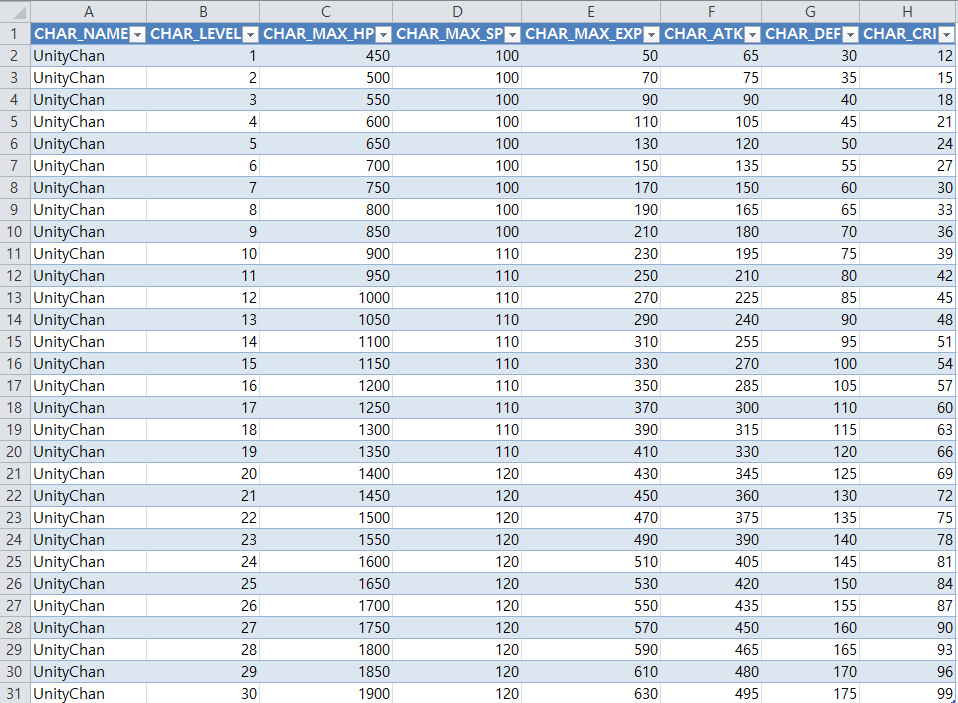 A B C D E F G H
1 CHAR_NAME CHAR_LEVEL CHAR_MAX_HP CHAR_MAX_SP CHAR_MAX_EXP CHAR_ATK CHAR_DEF CHAR_CRI
2 UnityChan 1 450 100 50 65 30 12
3 UnityChan 2 500 100 70 75 35 15
4 UnityChan 3 550 100 90 90 40 18
5 UnityChan 4 600 100 110 105 45 21
6 UnityChan 5 650 100 130 120 50 24
7 UnityChan 6 700 100 150 135 55 27
8 UnityChan 7 750 100 170 150 60 30
9 UnityChan 8 800 100 190 165 65 33
10 UnityChan 9 850 100 210 180 70 36
11 UnityChan 10 900 110 230 195 75 39
12 UnityChan 11 950 110 250 210 80 42
13 UnityChan 12 1000 110 270 225 85 45
14 UnityChan 13 1050 110 290 240 90 48
15 UnityChan 14 1100 110 310 255 95 51
16 UnityChan 15 1150 110 330 270 100 54
17 UnityChan 16 1200 110 350 285 105 57
18 UnityChan 17 1250 110 370 300 110 60
19 UnityChan 18 1300 110 390 315 115 63
20 UnityChan 19 1350 110 410 330 120 66
21 UnityChan 20 1400 120 430 345 125 69
22 UnityChan 21 1450 120 450 360 130 72
23 UnityChan 22 1500 120 470 375 135 75
24 UnityChan 23 1550 120 490 390 140 78
25 UnityChan 24 1600 120 510 405 145 81
26 UnityChan 25 1650 120 530 420 150 84
27 UnityChan 26 1700 120 550 435 155 87
28 UnityChan 27 1750 120 570 450 160 90
29 UnityChan 28 1800 120 590 465 165 93
30 UnityChan 29 1850 120 610 480 170 96
31 UnityChan 30 1900 120 630 495 175 99